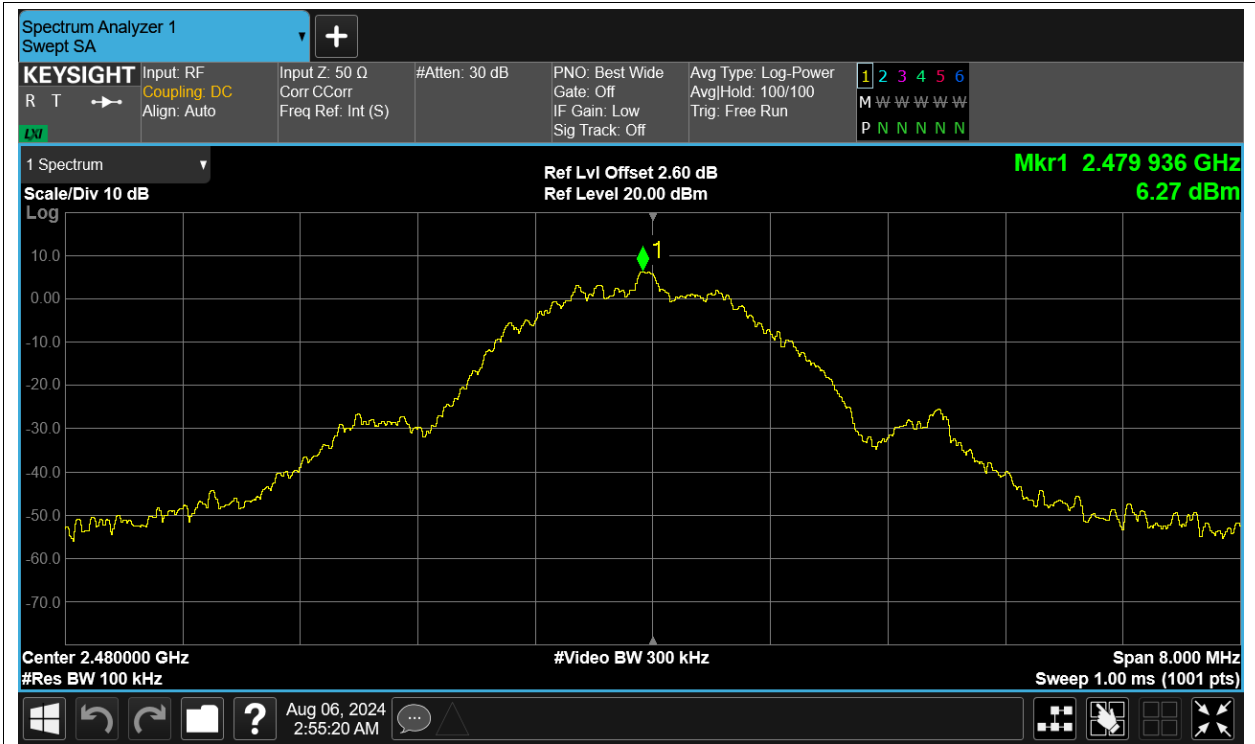 Spectrum Analyzer 1
Swept SA
KEYSIGHT
R T
LXI
Input: RF
Coupling: DC
Align: Auto
Input Z: 50 Ω
Corr CCorr
Freq Ref: Int (S)
#Atten: 30 dB
PNO: Best Wide
Gate: Off
IF Gain: Low
Sig Track: Off
Avg Type: Log-Power
Avg|Hold: 100/100
Trig: Free Run
1 2 3 4 5 6
M W W W W W
P N N N N N
1 Spectrum
Scale/Div 10 dB
Log
Ref Lvl Offset 2.60 dB
Ref Level 20.00 dBm
Mkr1 2.479 936 GHz
6.27 dBm
1
10.0
0.00
-10.0
-20.0
-30.0
-40.0
-50.0
-60.0
-70.0
Center 2.480000 GHz
#Res BW 100 kHz
#Video BW 300 kHz
Span 8.000 MHz
Sweep 1.00 ms (1001 pts)
?
Aug 06, 2024
2:55:20 AM